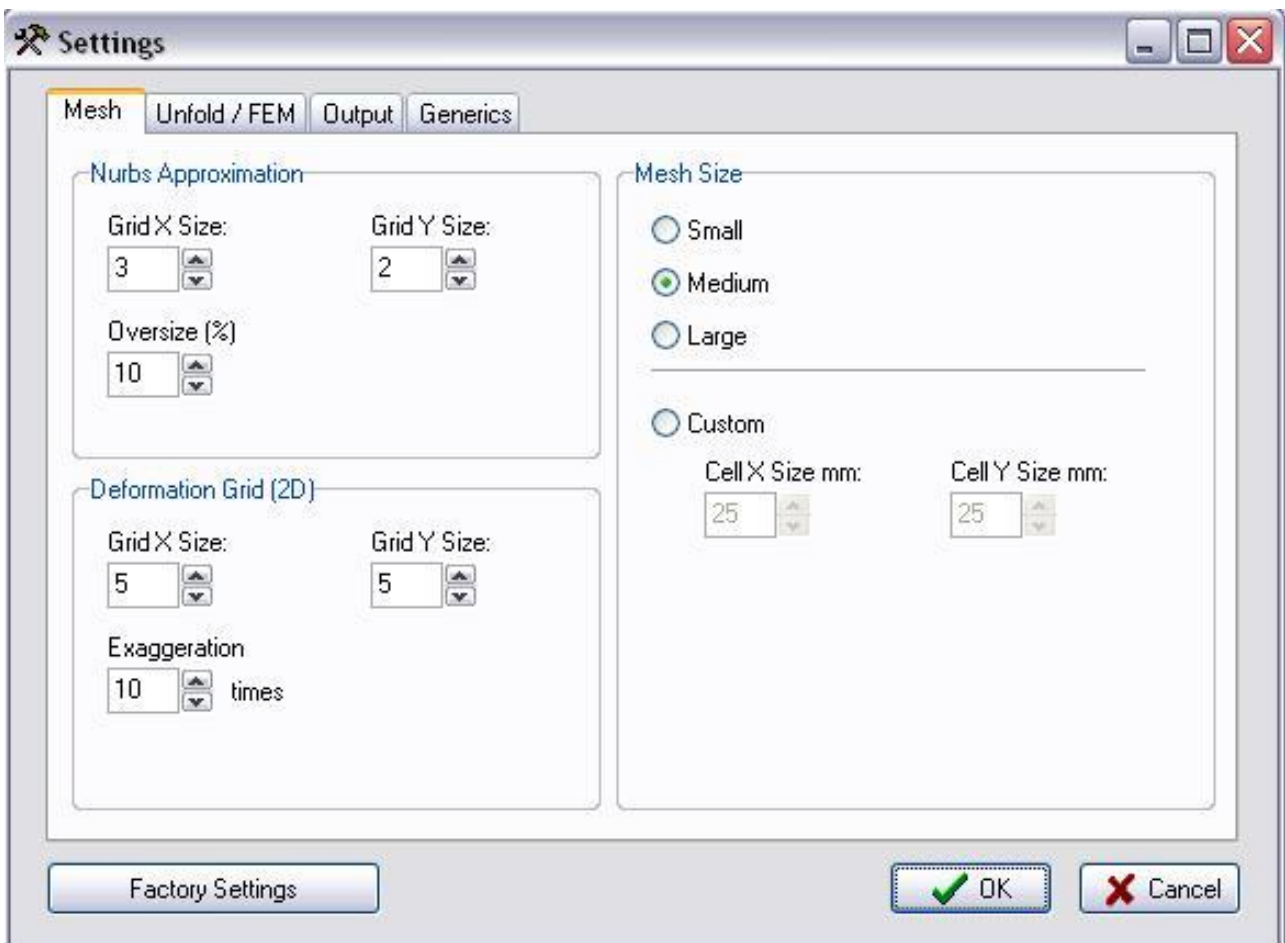 Settings
Mesh Unfold / FEM Output Generics
Nurbs Approximation
Grid X Size: Grid Y Size:
3 2
Oversize (%)
10
Deformation Grid (2D)
Grid X Size: Grid Y Size:
5 5
Exaggeration
10 times
Mesh Size
Small
Medium
Large
Custom
Cell X Size mm: Cell Y Size mm:
25 25
Factory Settings OK Cancel